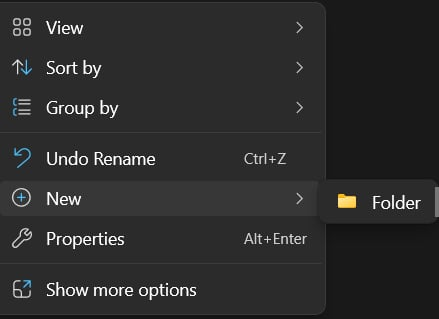 View
Sort by
Group by
Undo Rename Ctrl+Z
New
Folder
Properties Alt+Enter
Show more options